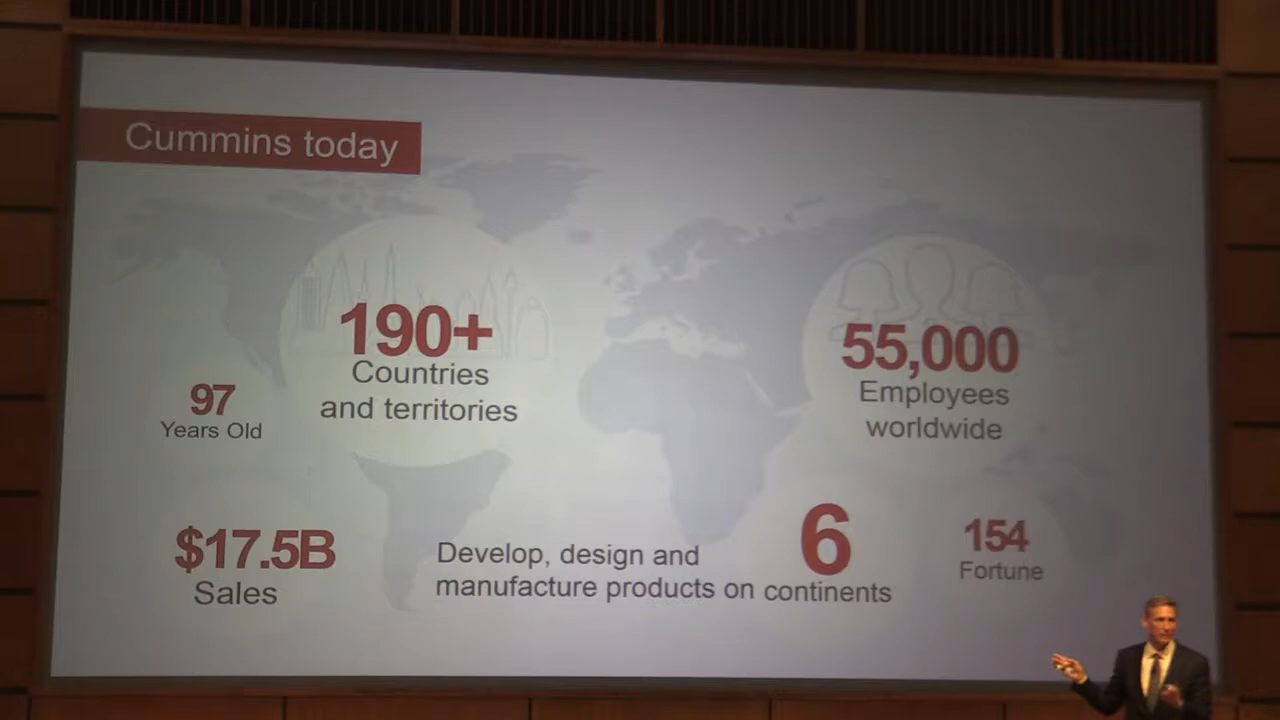 Cummins today
190+
Countries
and territories
97
Years Old
55,000
Employees
worldwide
$17.5B
Sales
Develop, design and
manufacture products on
6
continents
154
Fortune